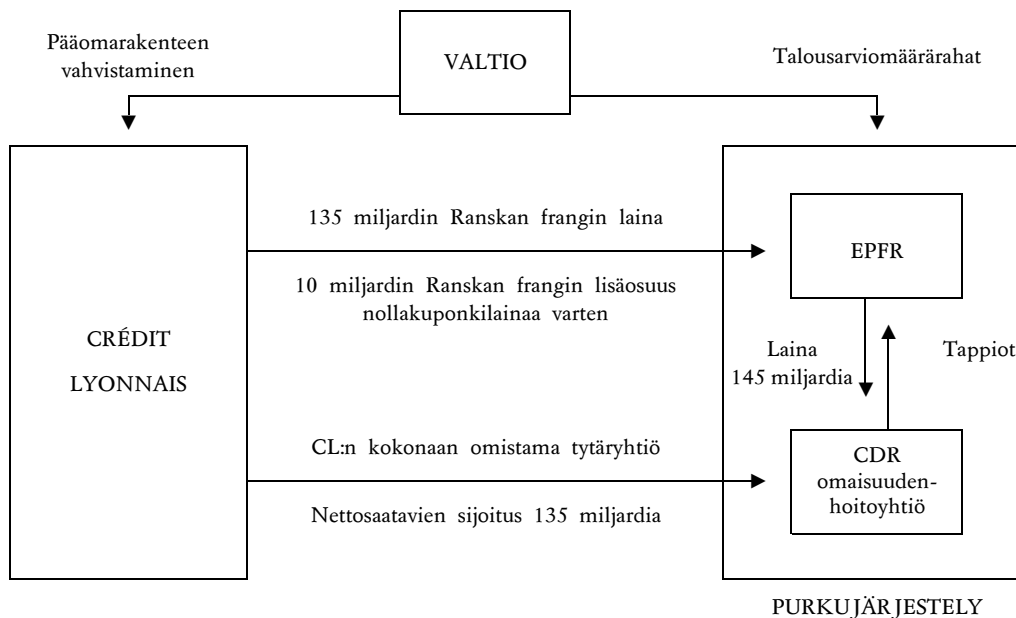 Pääomarakenteen
vahvistaminen
VALTIO
Talousarviomäärärahat
135 miljardin Ranskan frangin laina
10 miljardin Ranskan frangin lisäosuus
nollakuponkilainaa varten
EPFR
CRÉDIT
LYONNAIS
Laina
145 miljardia
Tappiot
CL:n kokonaan omistama tytäryhtiö
Nettosaatavien sijoitus 135 miljardia
CDR
omaisuuden-
hoitoyhtiö
PURKUJÄRJESTELY